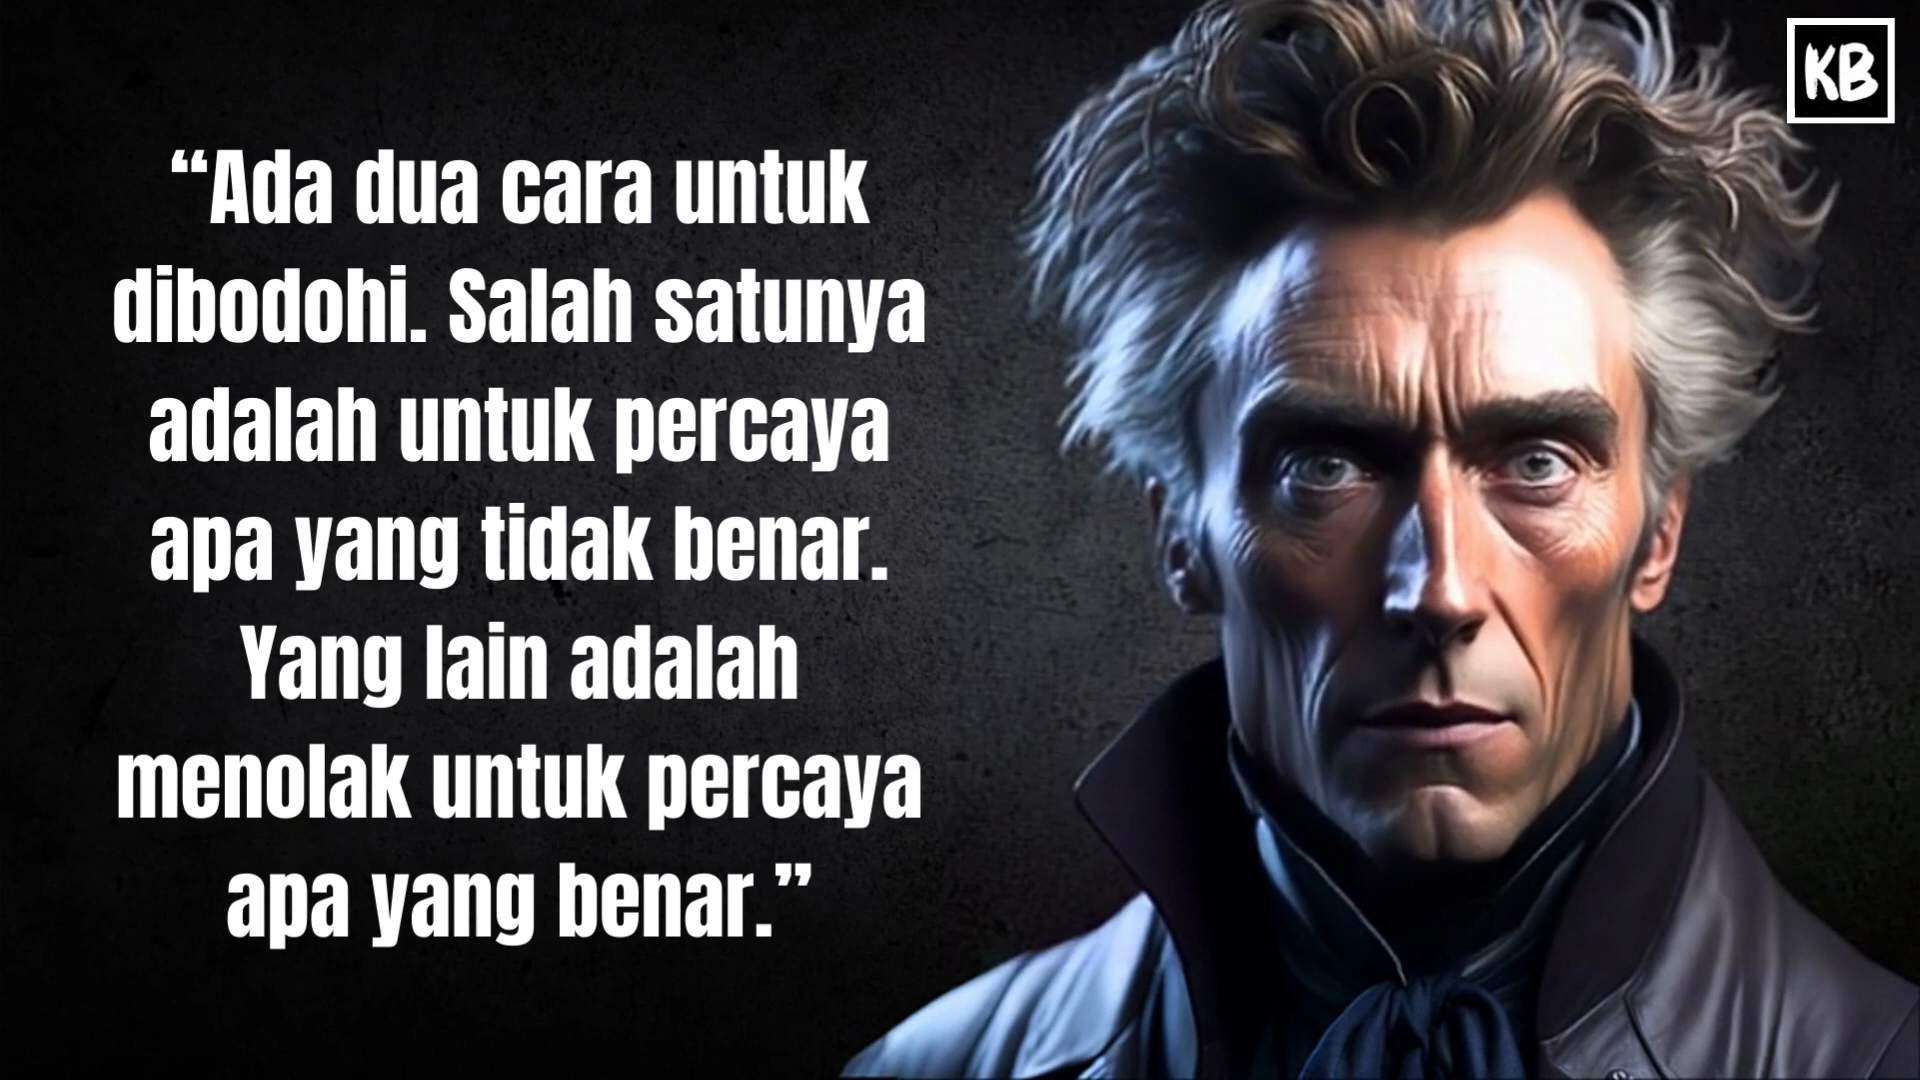 KB
“Ada dua cara untuk
dibodohi. Salah satunya
adalah untuk percaya
apa yang tidak benar.
Yang lain adalah
menolak untuk percaya
apa yang benar.”